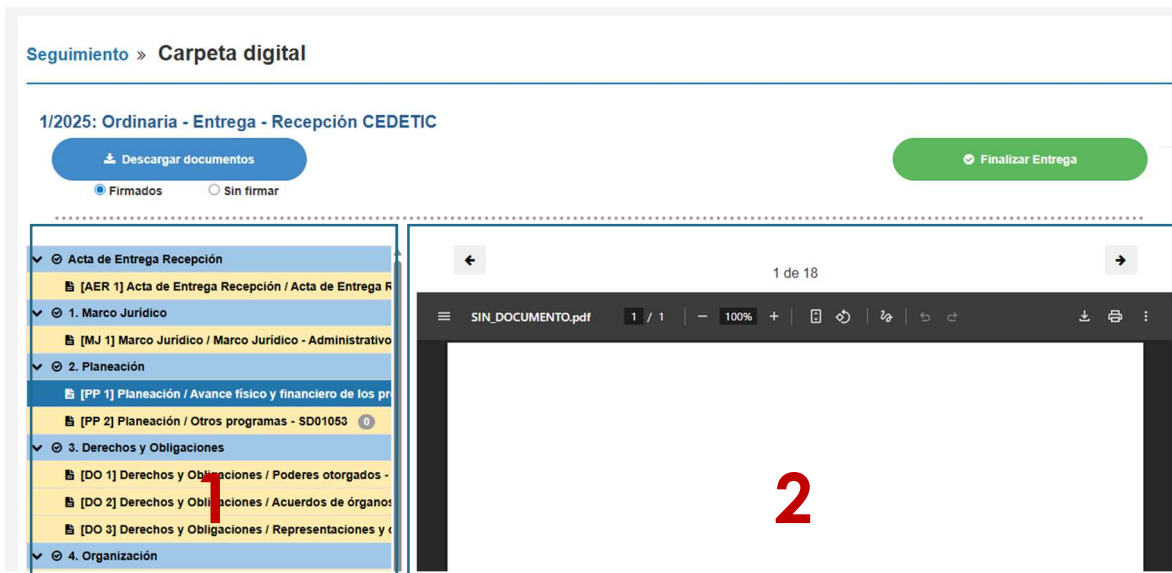 Seguimiento » Carpeta digital
1/2025: Ordinaria - Entrega - Recepción CEDETIC
Descargar documentos
Finalizar Entrega
Firmados Sin firmar
Acta de Entrega Recepción
[AER 1] Acta de Entrega Recepción / Acta de Entrega R
1. Marco Jurídico
[MJ 1] Marco Jurídico / Marco Jurídico - Administrativo
2. Planeación
[PP 1] Planeación / Avance físico y financiero de los pr
[PP 2] Planeación / Otros programas - SD01053 0
3. Derechos y Obligaciones
[DO 1] Derechos y Obligaciones / Poderes otorgados -
[DO 2] Derechos y Obligaciones / Acuerdos de órganos
[DO 3] Derechos y Obligaciones / Representaciones y
4. Organización
1
1 de 18
SIN_DOCUMENTO.pdf 1 / 1 — 100% +
2